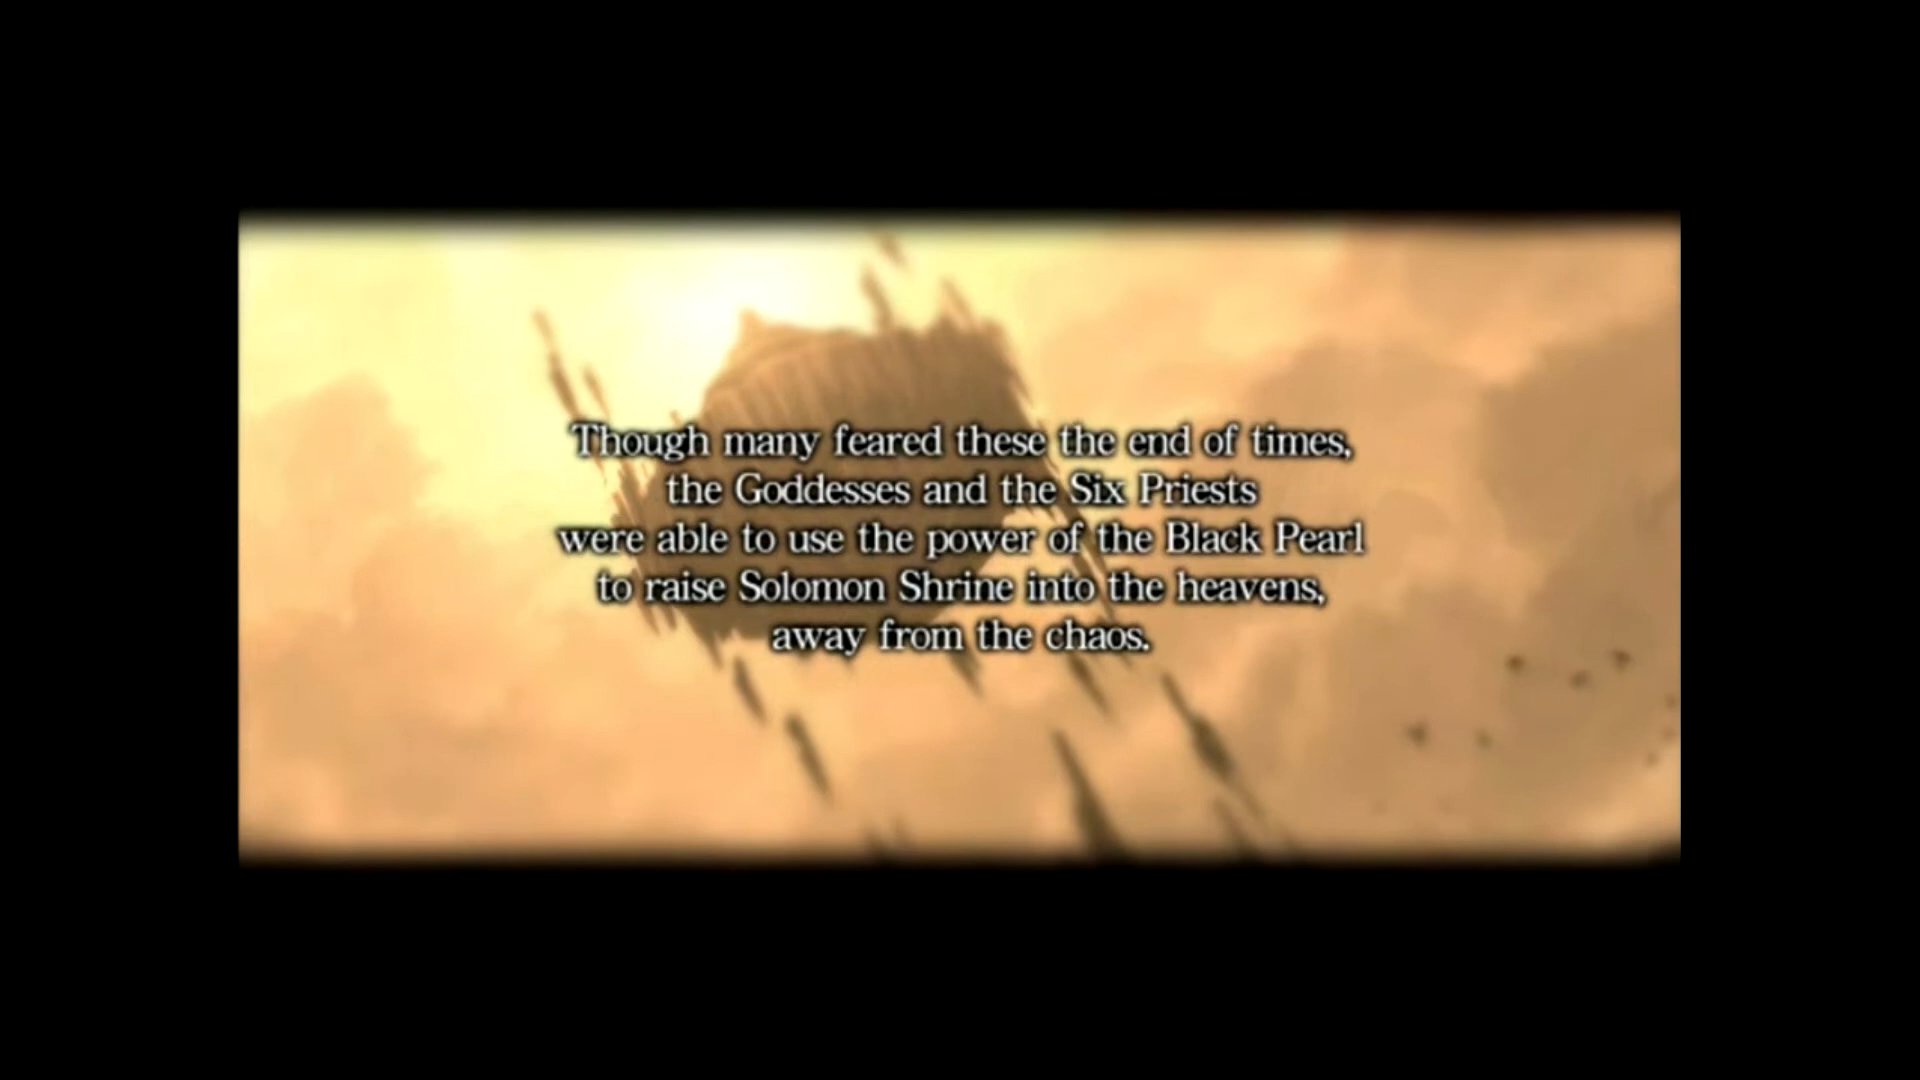 Though many feared these the end of times,
the Goddesses and the Six Priests
were able to use the power of the Black Pearl
to raise Solomon Shrine into the heavens,
away from the chaos.